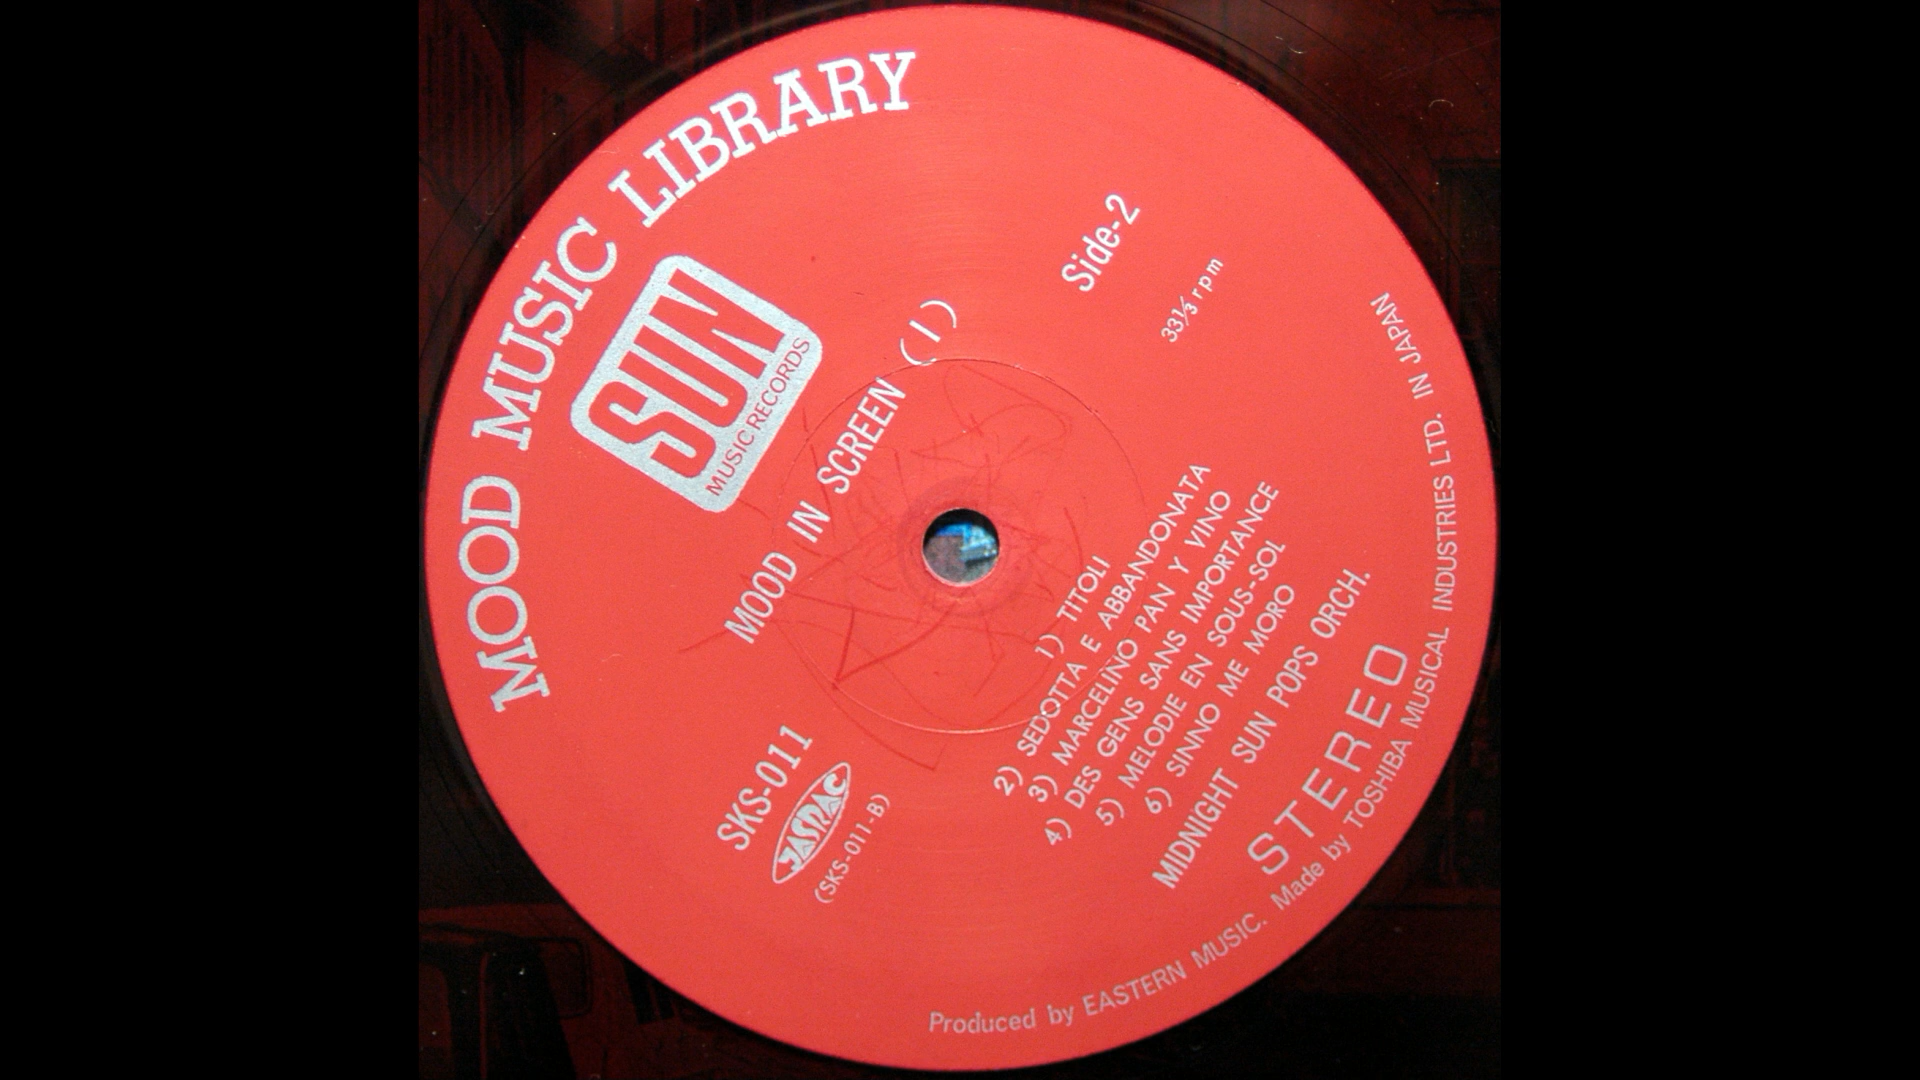 MOOD MUSIC LIBRARY
SUN
MUSIC RECORDS
MOOD IN SCREEN (1)
Side-2
33⅓ rpm
SKS-011
JASRAC
(SKS-011-B)
1) TITOLI
2) SEDOTTA E ABBANDONATA
3) MARCELINO PAN Y VINO
4) DES GENS SANS IMPORTANCE
5) MELODIE EN SOUS-SOL
6) SINNO ME MORO
MIDNIGHT SUN POPS ORCH.
STEREO
Produced by EASTERN MUSIC. Made by TOSHIBA MUSICAL INDUSTRIES LTD. IN JAPAN